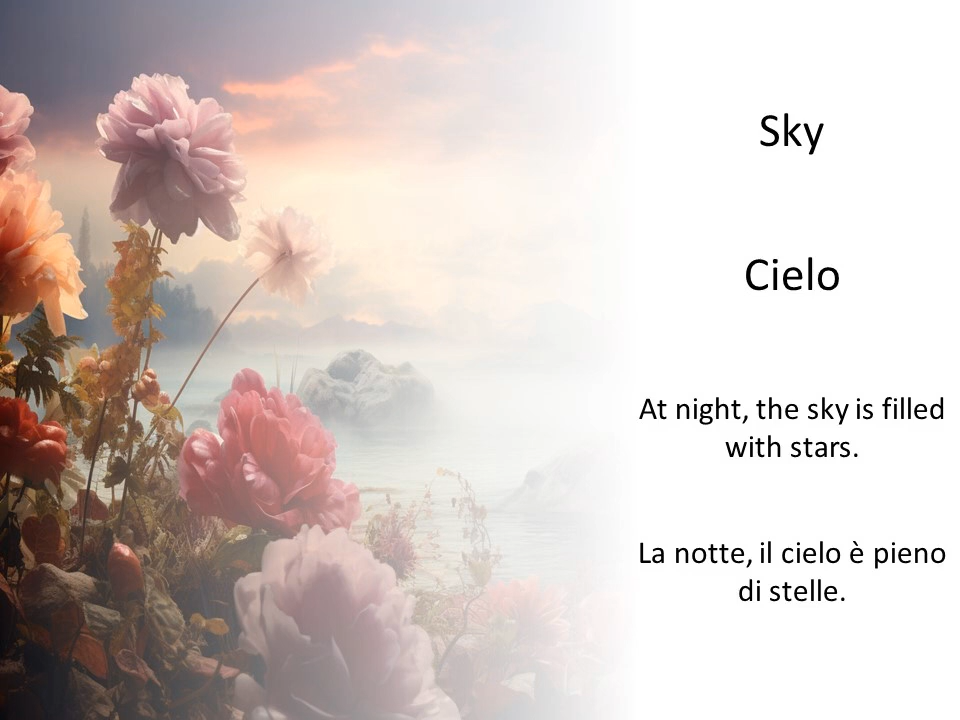 Sky
Cielo
At night, the sky is filled
with stars.
La notte, il cielo è pieno
di stelle.